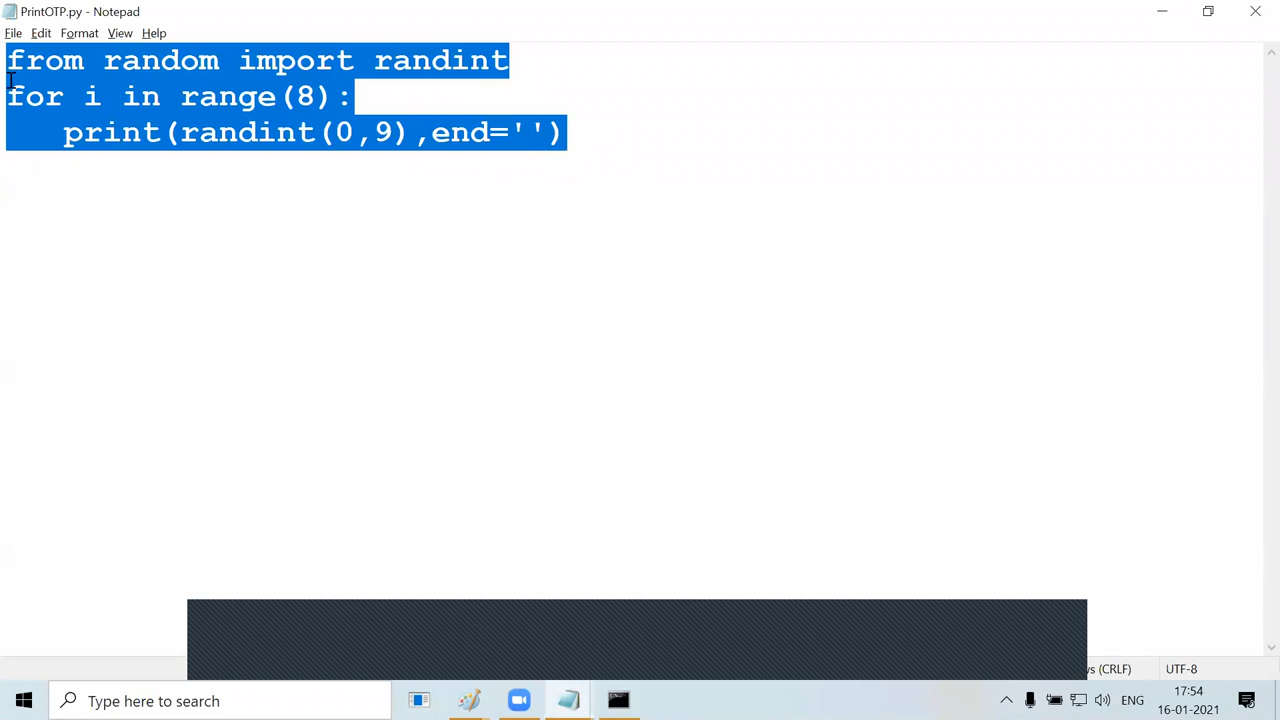 PrintOTP.py - Notepad
File Edit Format View Help
from random import randint
for i in range(8):
   print(randint(0,9),end='')
(CRLF) UTF-8
Type here to search
ENG
17:54
16-01-2021